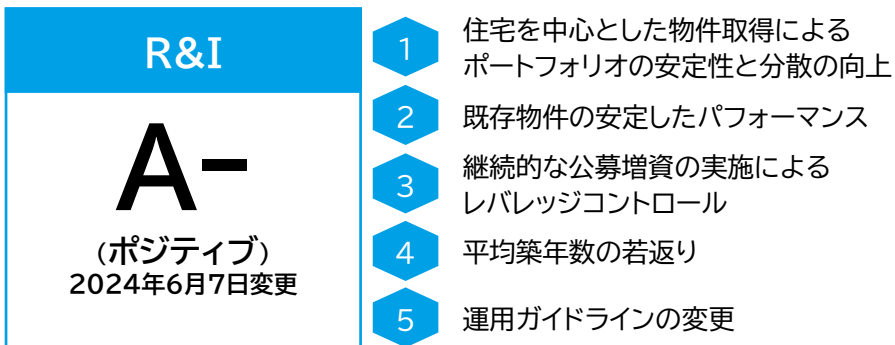 R&I
A-
(ポジティブ)
2024年6月7日変更
1
住宅を中心とした物件取得による
ポートフォリオの安定性と分散の向上
2
既存物件の安定したパフォーマンス
3
継続的な公募増資の実施による
レバレッジコントロール
4
平均築年数の若返り
5
運用ガイドラインの変更